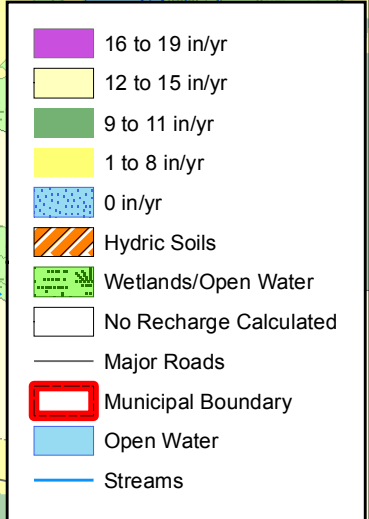 16 to 19 in/yr
12 to 15 in/yr
9 to 11 in/yr
1 to 8 in/yr
0 in/yr
Hydric Soils
Wetlands/Open Water
No Recharge Calculated
Major Roads
Municipal Boundary
Open Water
Streams